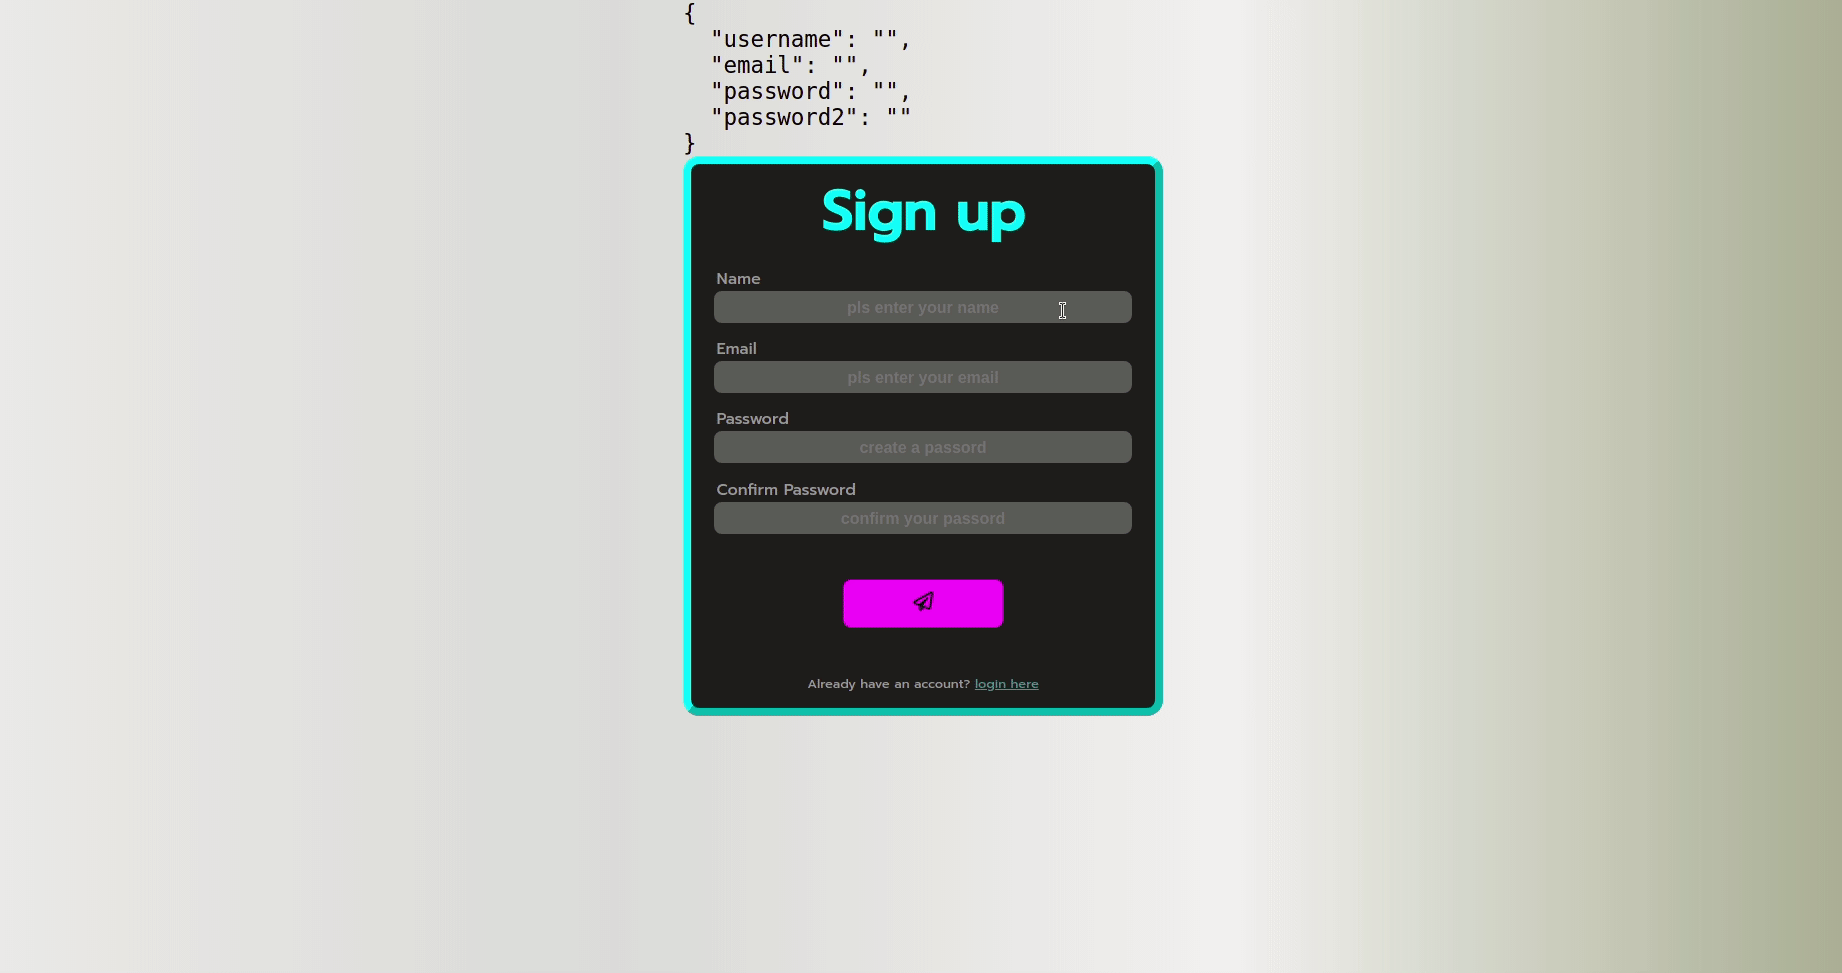 {
  "username": "",
  "email": "",
  "password": "",
  "password2": ""
}
Sign up
Name
pls enter your name
Email
pls enter your email
Password
create a passord
Confirm Password
confirm your passord
Already have an account? login here